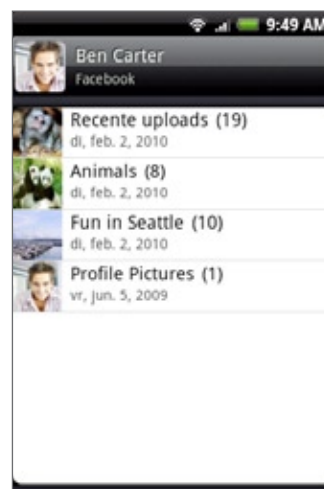 9:49 AM
Ben Carter
Facebook
Recente uploads (19)
di, feb. 2, 2010
Animals (8)
di, feb. 2, 2010
Fun in Seattle (10)
di, feb. 2, 2010
Profile Pictures (1)
vr, jun. 5, 2009